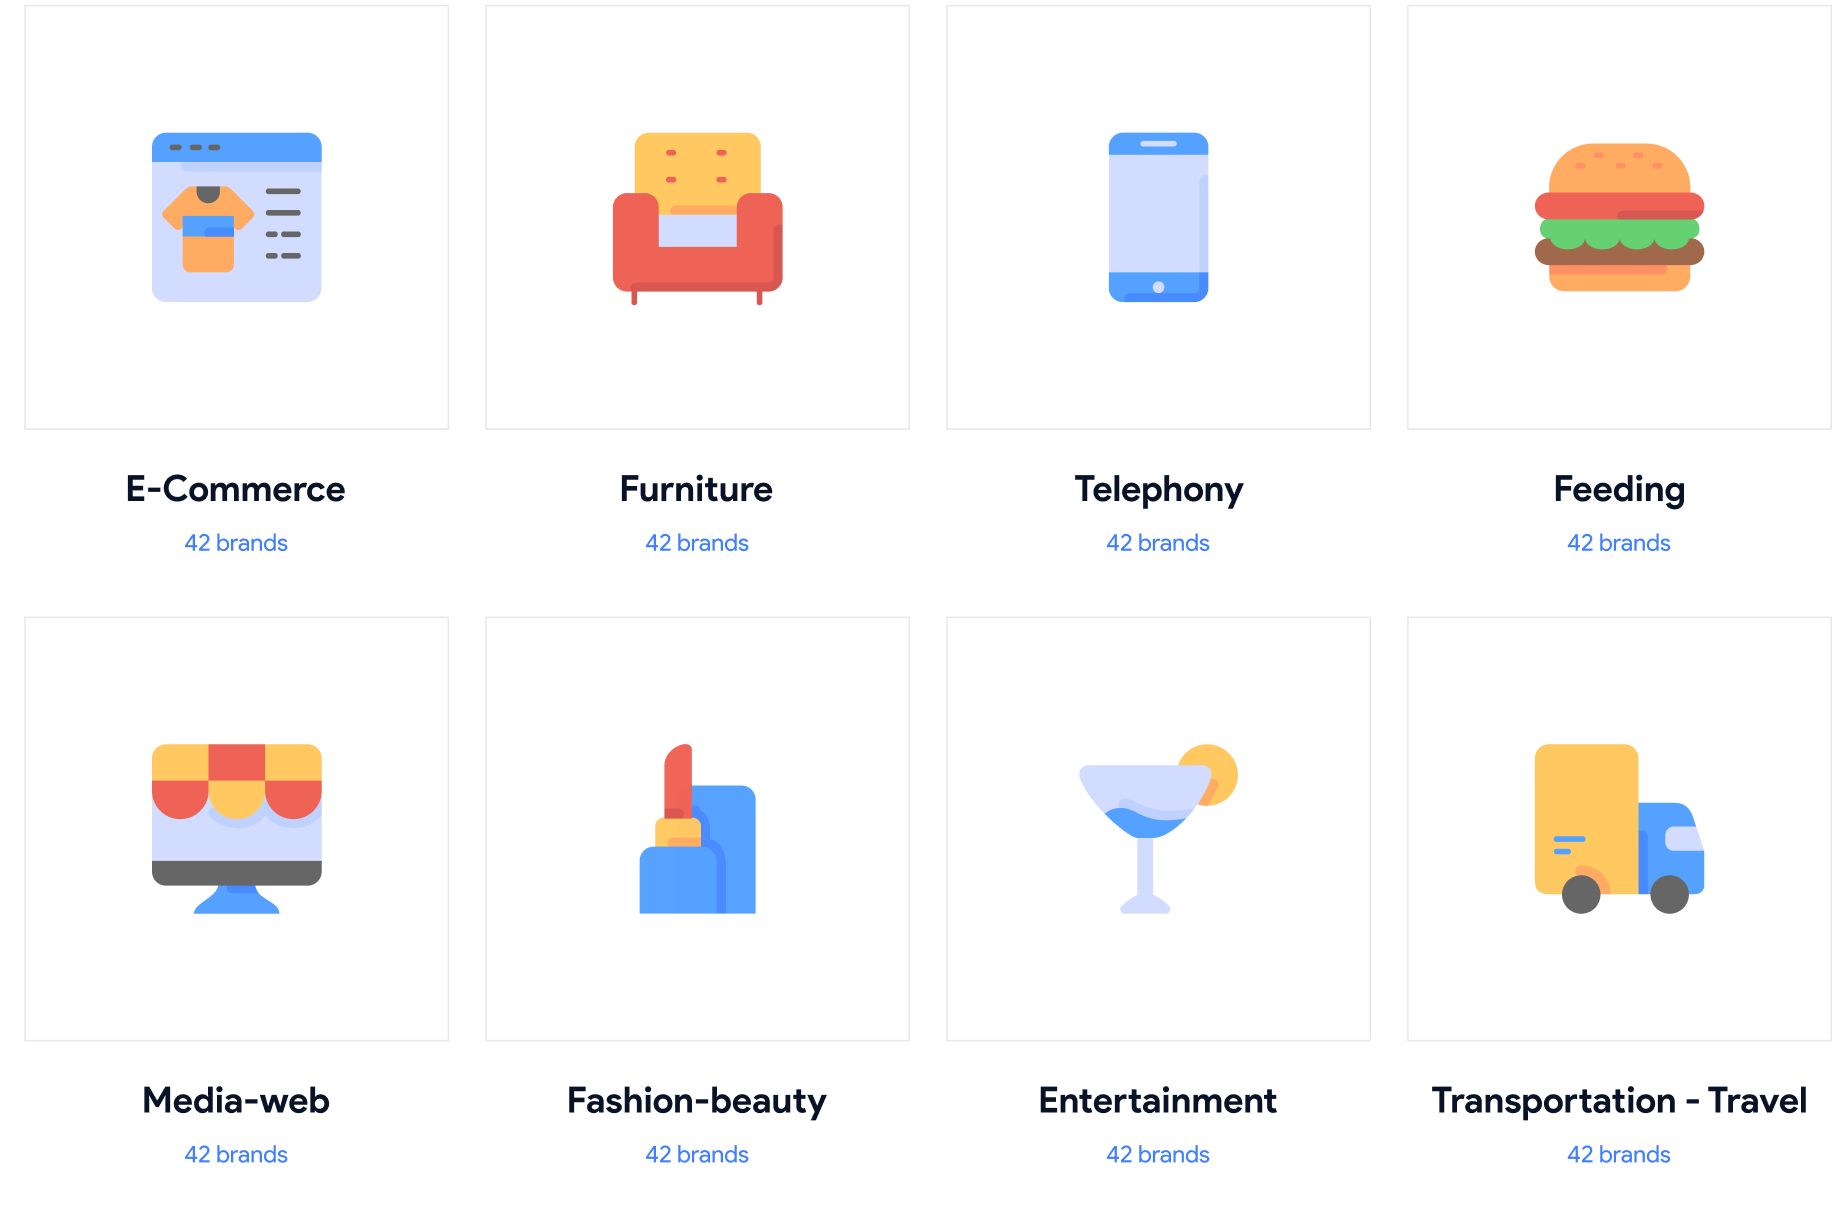 E-Commerce
42 brands
Furniture
42 brands
Telephony
42 brands
Feeding
42 brands
Media-web
42 brands
Fashion-beauty
42 brands
Entertainment
42 brands
Transportation - Travel
42 brands